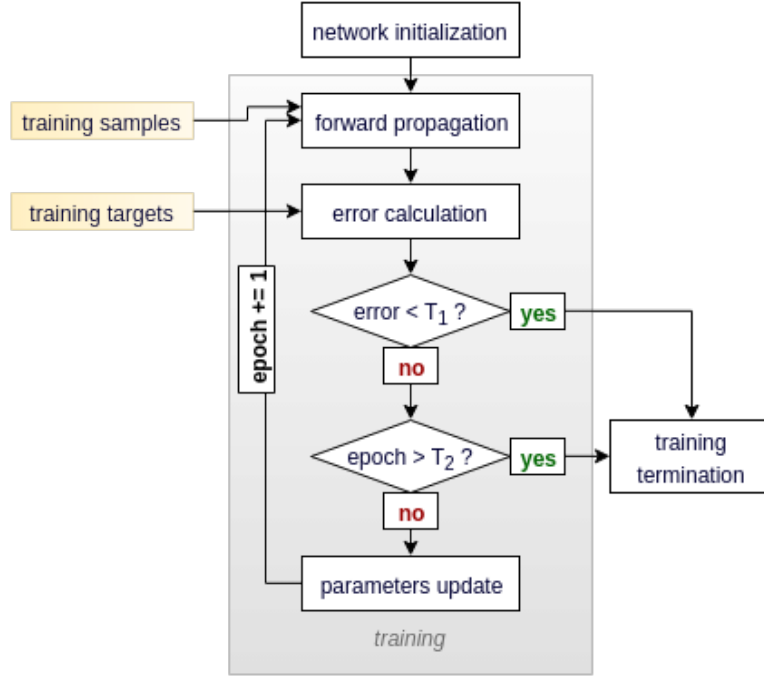 network initialization
training samples
forward propagation
training targets
error calculation
epoch += 1
error < T₁ ?
yes
no
epoch > T₂ ?
yes
training
termination
no
parameters update
training